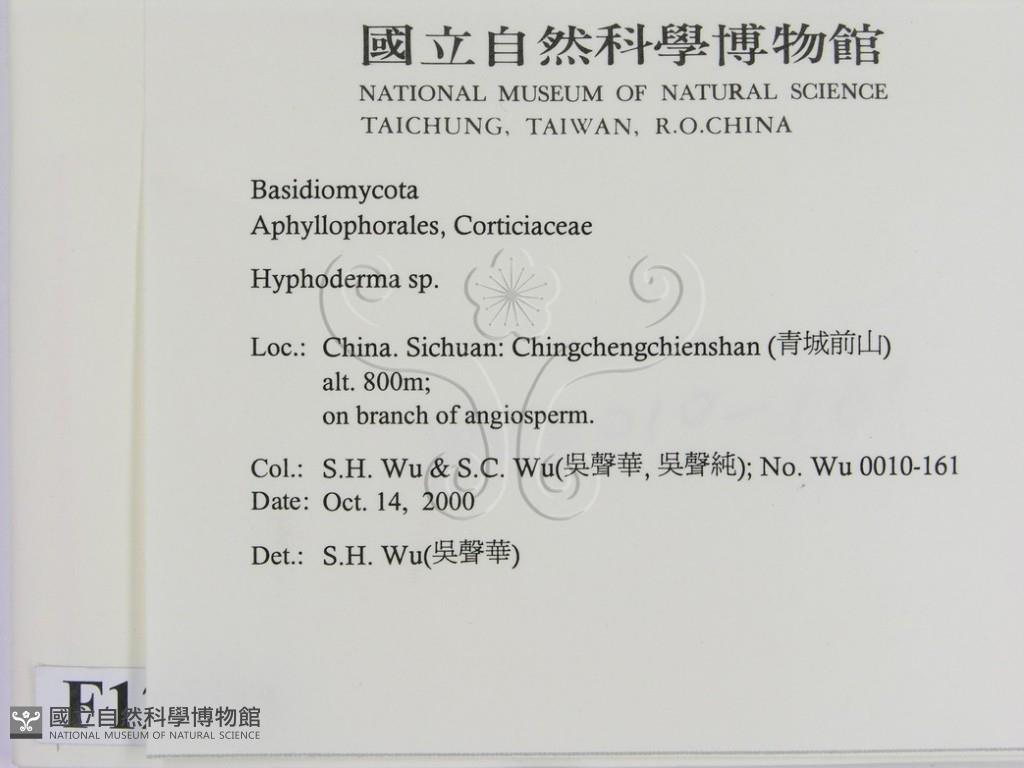 國立自然科學博物館
NATIONAL MUSEUM OF NATURAL SCIENCE
TAICHUNG, TAIWAN, R.O.CHINA
Basidiomycota
Aphyllophorales, Corticiaceae
Hyphoderma sp.
Loc.: China. Sichuan: Chingchengchienshan (青城前山)
alt. 800m;
on branch of angiosperm.
Col.: S.H. Wu & S.C. Wu(吳聲華, 吳聲純); No. Wu 0010-161
Date: Oct. 14, 2000
Det.: S.H. Wu(吳聲華)
國立自然科學博物館
NATIONAL MUSEUM OF NATURAL SCIENCE